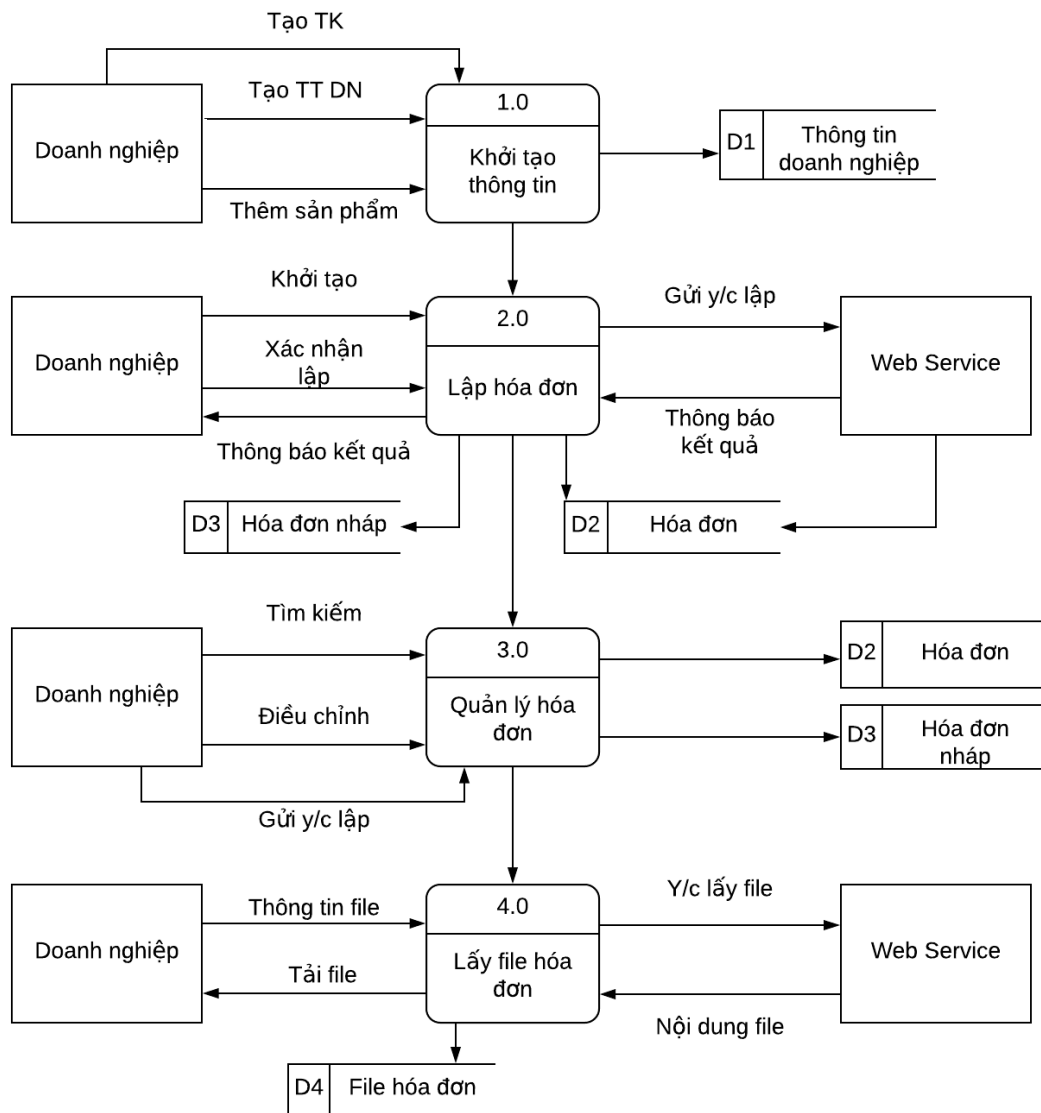 Tạo TK
Doanh nghiệp
Tạo TT DN
Thêm sản phẩm
1.0
Khởi tạo
thông tin
D1
Thông tin
doanh nghiệp
Doanh nghiệp
Khởi tạo
Xác nhận
lập
Thông báo kết quả
2.0
Lập hóa đơn
Gửi y/c lập
Thông báo
kết quả
Web Service
D3
Hóa đơn nháp
D2
Hóa đơn
Doanh nghiệp
Tìm kiếm
Điều chỉnh
Gửi y/c lập
3.0
Quản lý hóa
đơn
D2
Hóa đơn
D3
Hóa đơn
nháp
Doanh nghiệp
Thông tin file
Tải file
4.0
Lấy file hóa
đơn
Y/c lấy file
Nội dung file
Web Service
D4
File hóa đơn